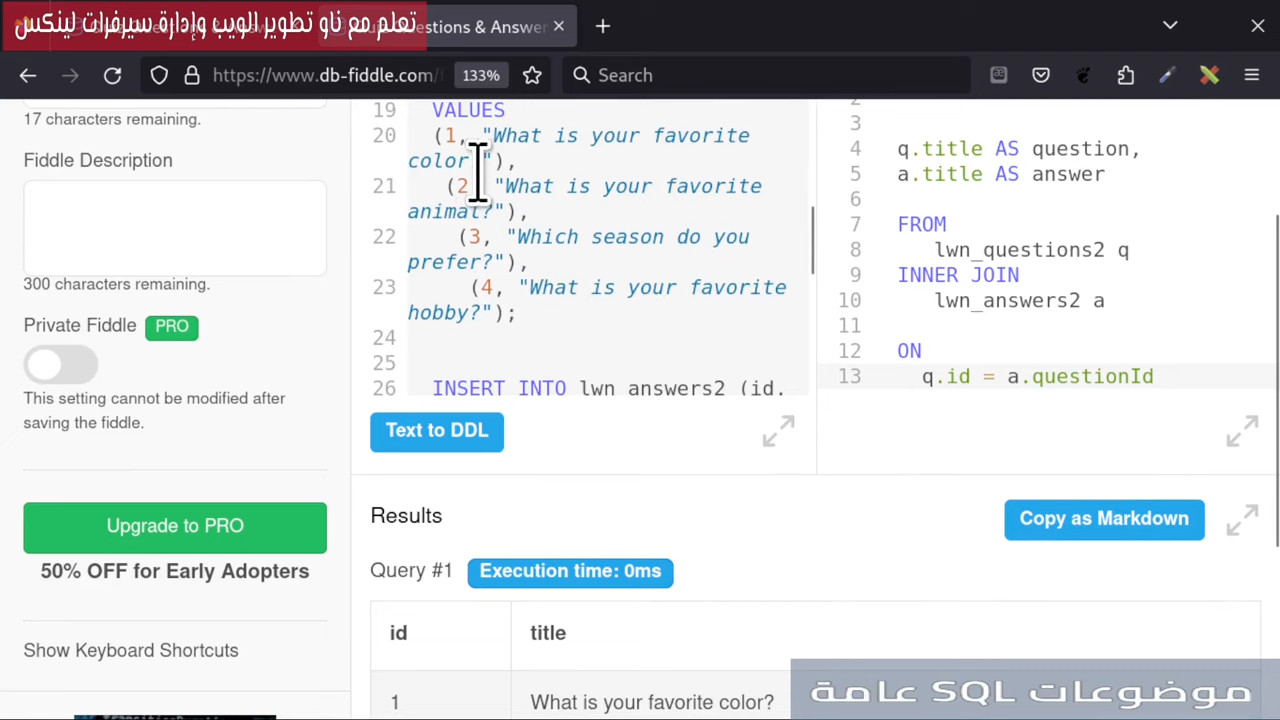 تعلم مع ناو تطوير الويب وإدارة سيرفرات لينكس
Questions & Answer
https://www.db-fiddle.com/
133%
Search
17 characters remaining.
Fiddle Description
300 characters remaining.
Private Fiddle PRO
This setting cannot be modified after
saving the fiddle.
Upgrade to PRO
50% OFF for Early Adopters
Show Keyboard Shortcuts
19 VALUES
20 (1, "What is your favorite
color?"),
21 (2, "What is your favorite
animal?"),
22 (3, "Which season do you
prefer?"),
23 (4, "What is your favorite
hobby?");
24
25
26 INSERT INTO lwn_answers2 (id,
Text to DDL
2
3
4 q.title AS question,
5 a.title AS answer
6
7 FROM
8 lwn_questions2 q
9 INNER JOIN
10 lwn_answers2 a
11
12 ON
13 q.id = a.questionId
Results
Copy as Markdown
Query #1 Execution time: 0ms
id title
1 What is your favorite color?
موضوعات SQL عامة